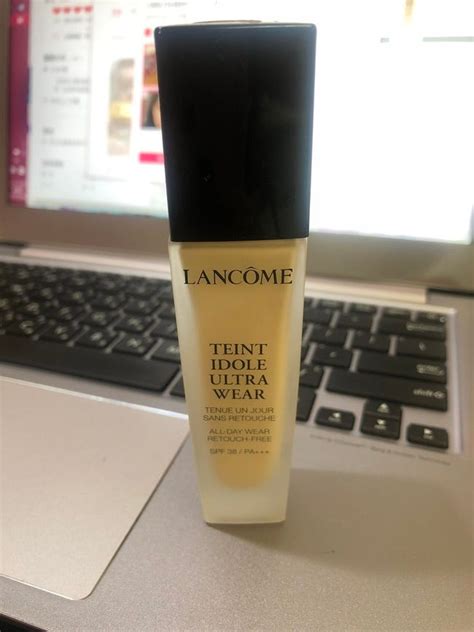 LANCÔME
TEINT
IDOLE
ULTRA
WEAR
TENUE UN JOUR
SANS RETOUCHE
ALL-DAY WEAR
RETOUCH-FREE
SPF 38 / PA+++